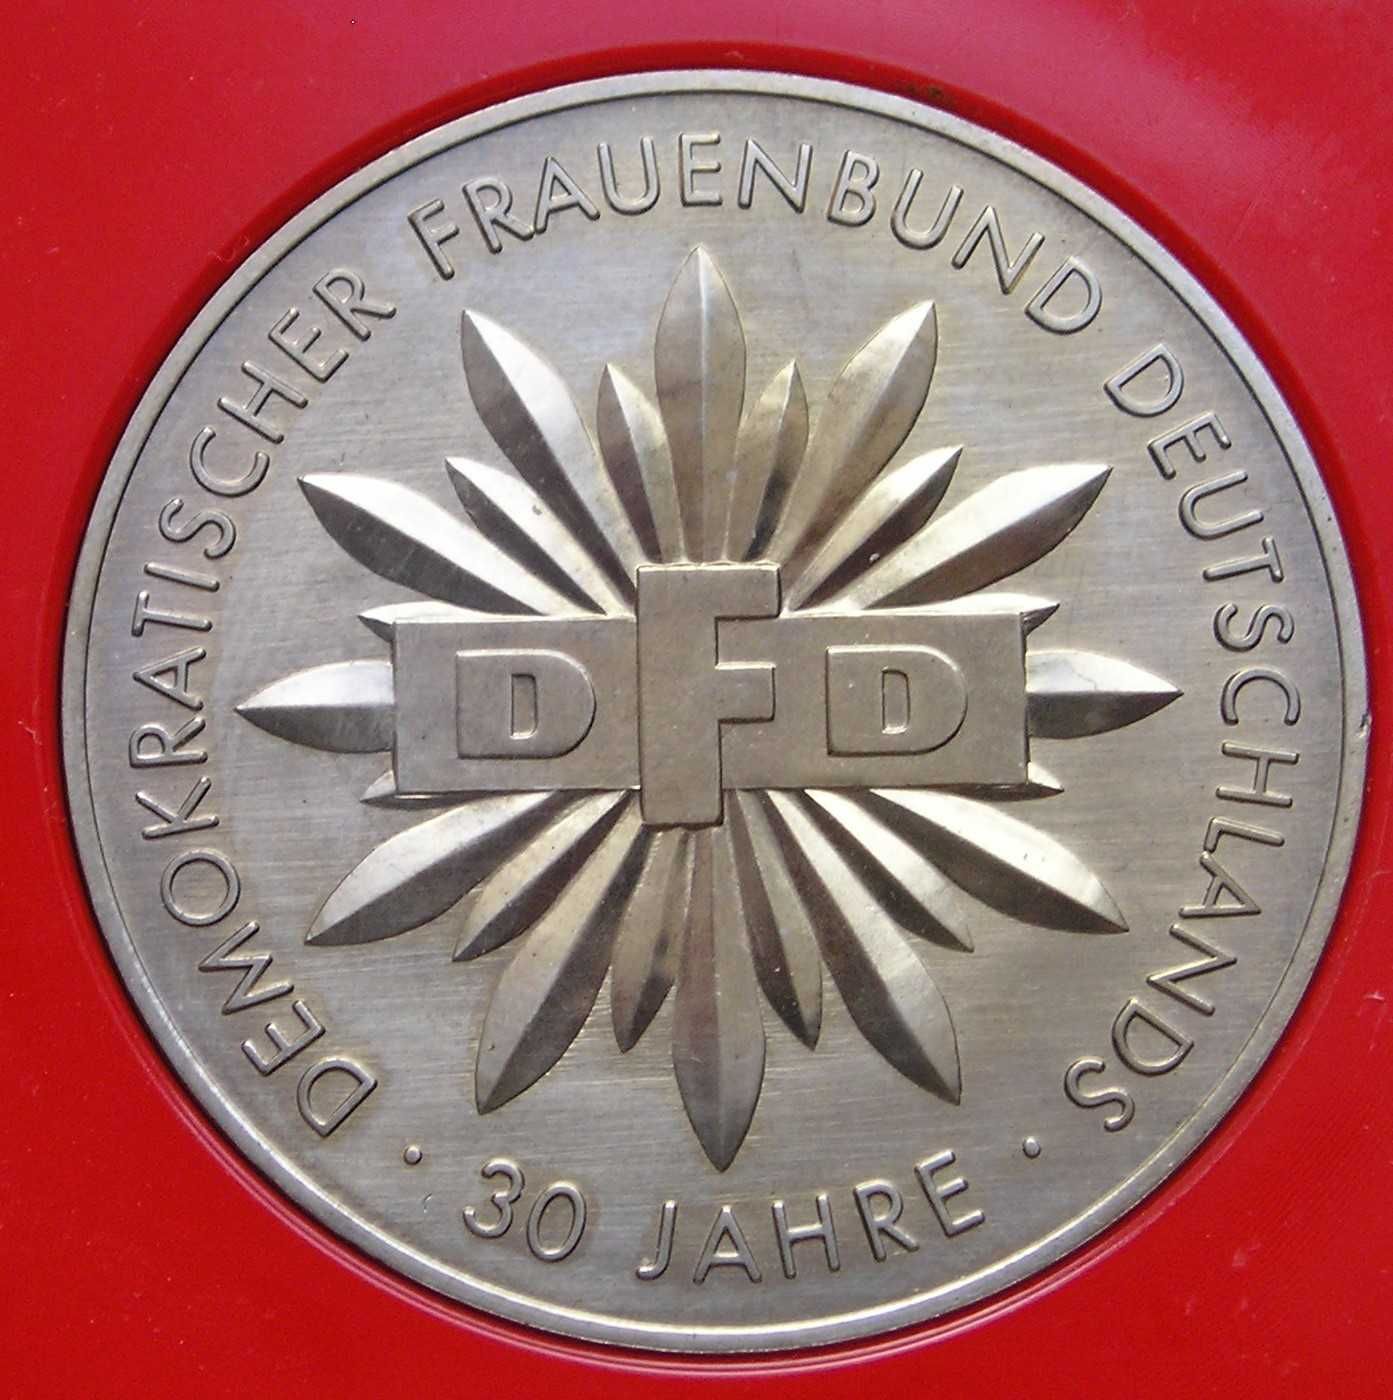 DEMOKRATISCHER FRAUENBUND DEUTSCHLANDS
DFD
· 30 JAHRE ·